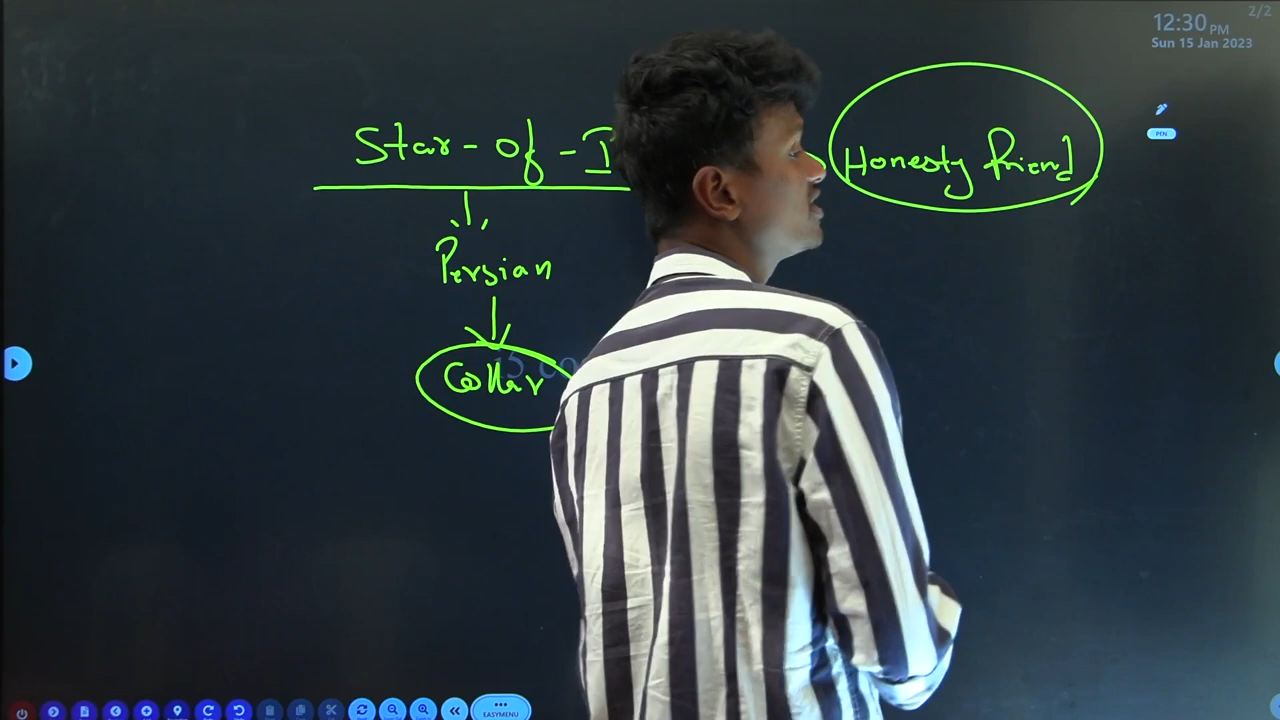 2/2
12:30 PM
Sun 15 Jan 2023
Star-of-I
Honesty friend
PEN
Persian
Collar
EASYMENU